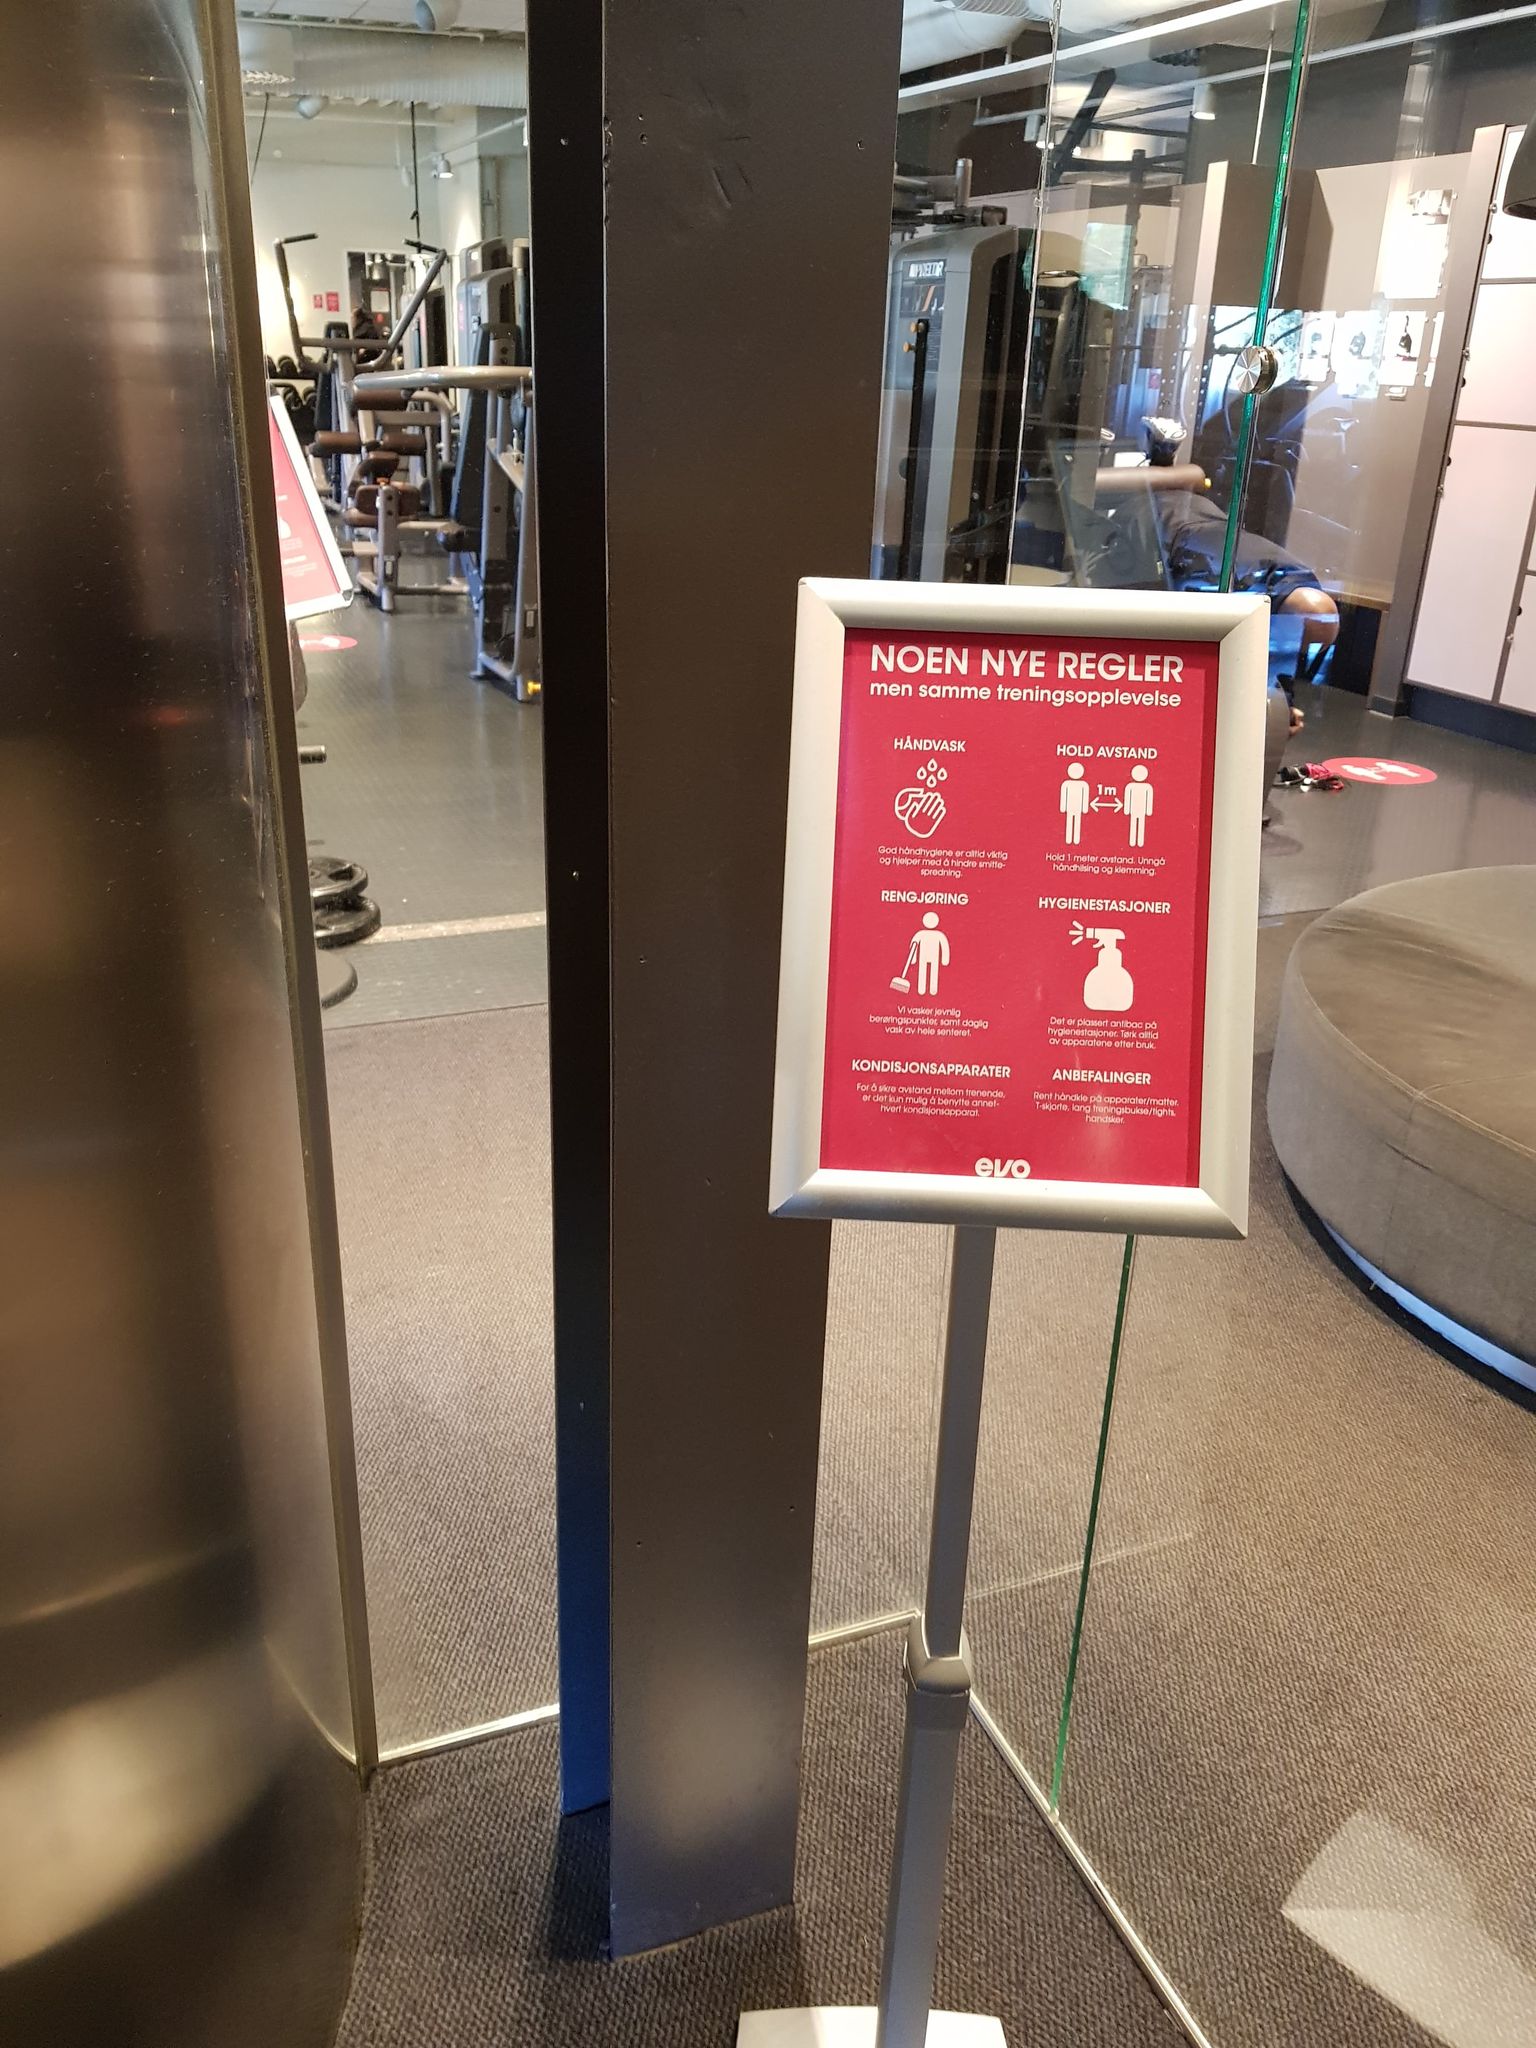 PRECOR
NOEN NYE REGLER
men samme treningsopplevelse
HÅNDVASK
God håndhygiene er alltid viktig
og hjelper med å hindre smitte-
spredning.
HOLD AVSTAND
1m
Hold 1 meter avstand. Unngå
håndhilsing og klemming.
RENGJØRING
Vi vasker jevnlig
berøringspunkter, samt daglig
vask av hele senteret.
HYGIENESTASJONER
Det er plassert antibac på
hygienestasjoner. Tørk alltid
av apparatene etter bruk.
KONDISJONSAPPARATER
For å sikre avstand mellom trenende,
er det kun mulig å benytte annet-
hvert kondisjonsapparat.
ANBEFALINGER
Rent håndkle på apparater/matter.
T-skjorte, lang treningsbukse/tights,
handsker.
evo